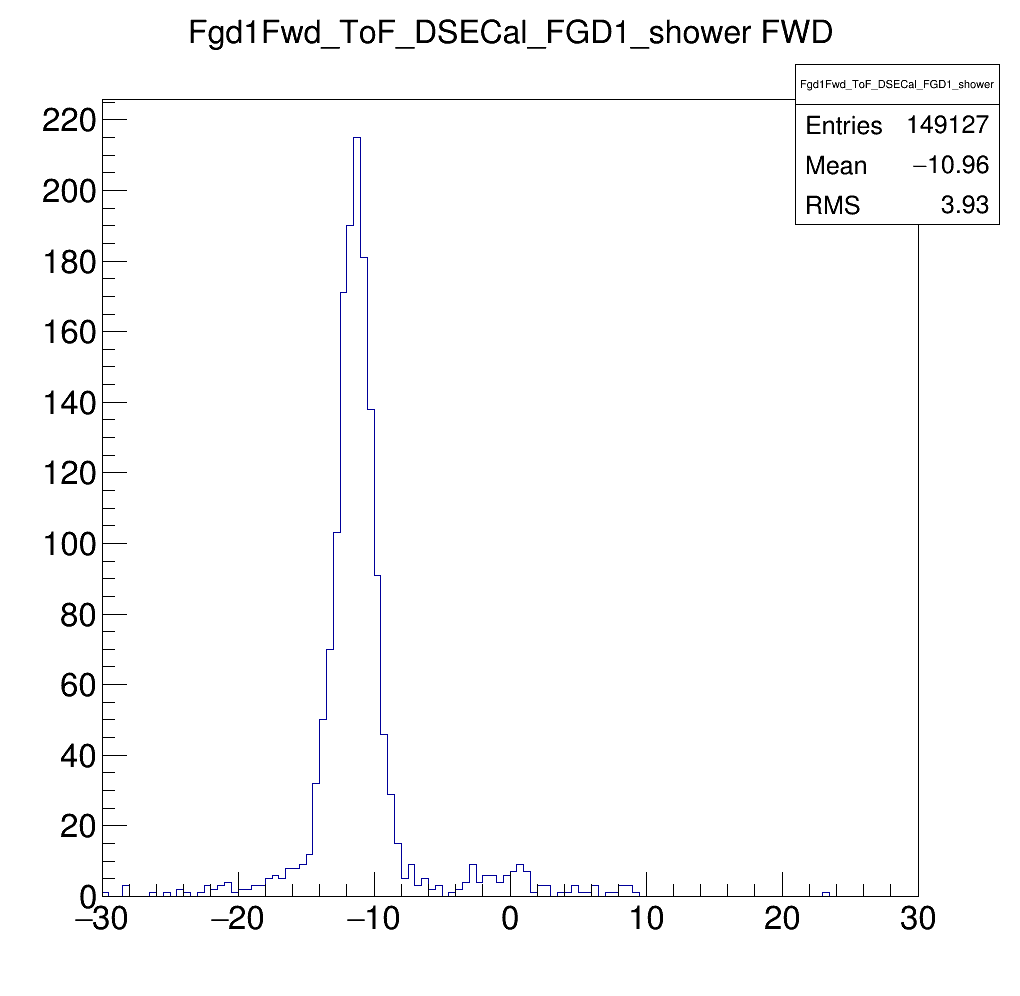 Fgd1Fwd_ToF_DSECal_FGD1_shower FWD
Fgd1Fwd_ToF_DSECal_FGD1_shower
Entries 149127
Mean −10.96
RMS 3.93
220
200
180
160
140
120
100
80
60
40
20
0
−30 −20 −10 0 10 20 30